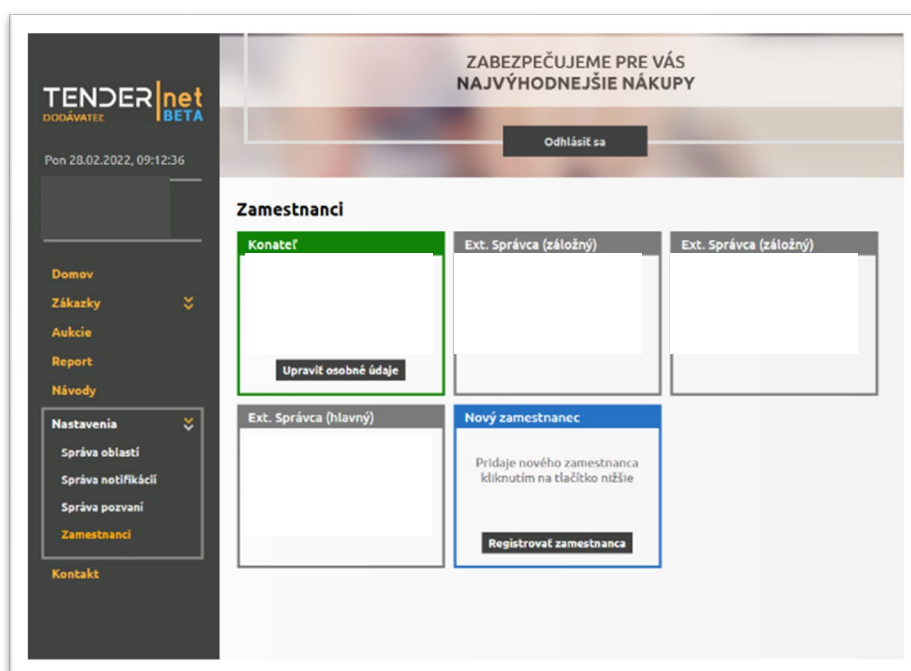 TENDERnet
DODÁVATEĽ BETA
Pon 28.02.2022, 09:12:36
Domov
Zákazky
Aukcie
Report
Návody
Nastavenia
Správa oblastí
Správa notifikácií
Správa pozvaní
Zamestnanci
Kontakt
ZABEZPEČUJEME PRE VÁS
NAJVÝHODNEJŠIE NÁKUPY
Odhlásiť sa
Zamestnanci
Konateľ
Upraviť osobné údaje
Ext. Správca (záložný)
Ext. Správca (záložný)
Ext. Správca (hlavný)
Nový zamestnanec
Pridaje nového zamestnanca
kliknutím na tlačítko nižšie
Registrovať zamestnanca